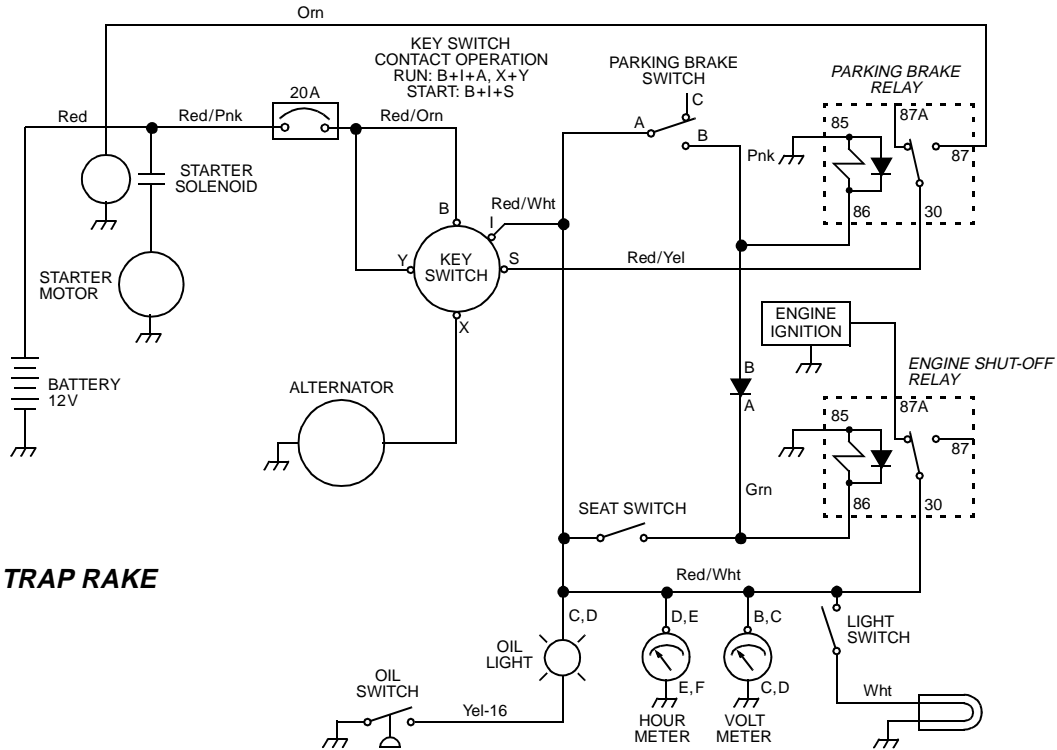 Orn
KEY SWITCH
CONTACT OPERATION
RUN: B+I+A, X+Y
START: B+I+S
PARKING BRAKE
SWITCH
PARKING BRAKE
RELAY
20A
Red
Red/Pnk
Red/Orn
C
A
B
Pnk
85
87A
87
86
30
STARTER
SOLENOID
Red/Wht
B
I
Y
KEY
SWITCH
S
X
Red/Yel
STARTER
MOTOR
ENGINE
IGNITION
BATTERY
12V
ALTERNATOR
B
A
ENGINE SHUT-OFF
RELAY
85
87A
87
86
30
Grn
SEAT SWITCH
TRAP RAKE
Red/Wht
C,D
D,E
B,C
LIGHT
SWITCH
OIL
LIGHT
E,F
C,D
OIL
SWITCH
Yel-16
HOUR
METER
VOLT
METER
Wht